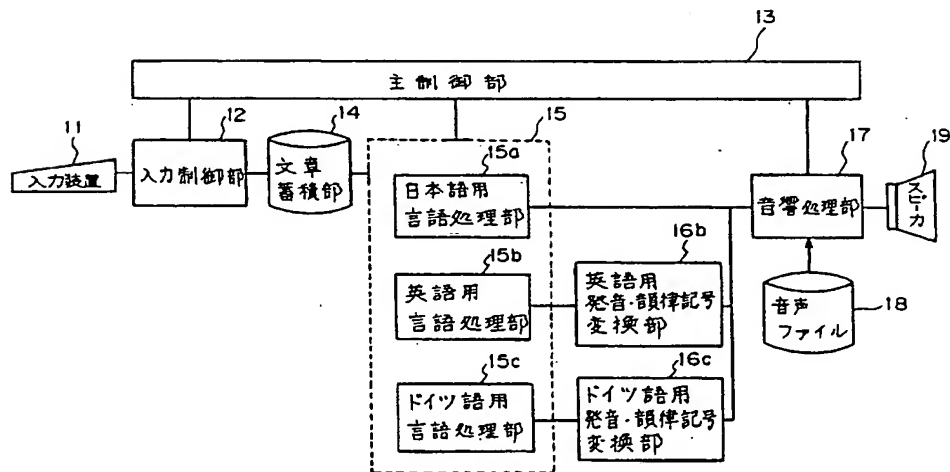 13
主制御部
11
入力装置
12
入力制御部
14
文章
蓄積部
15
15a
日本語用
言語処理部
15b
英語用
言語処理部
15c
ドイツ語用
言語処理部
16b
英語用
発音・韻律記号
変換部
16c
ドイツ語用
発音・韻律記号
変換部
17
音響処理部
19
スピーカ
音声
ファイル
18